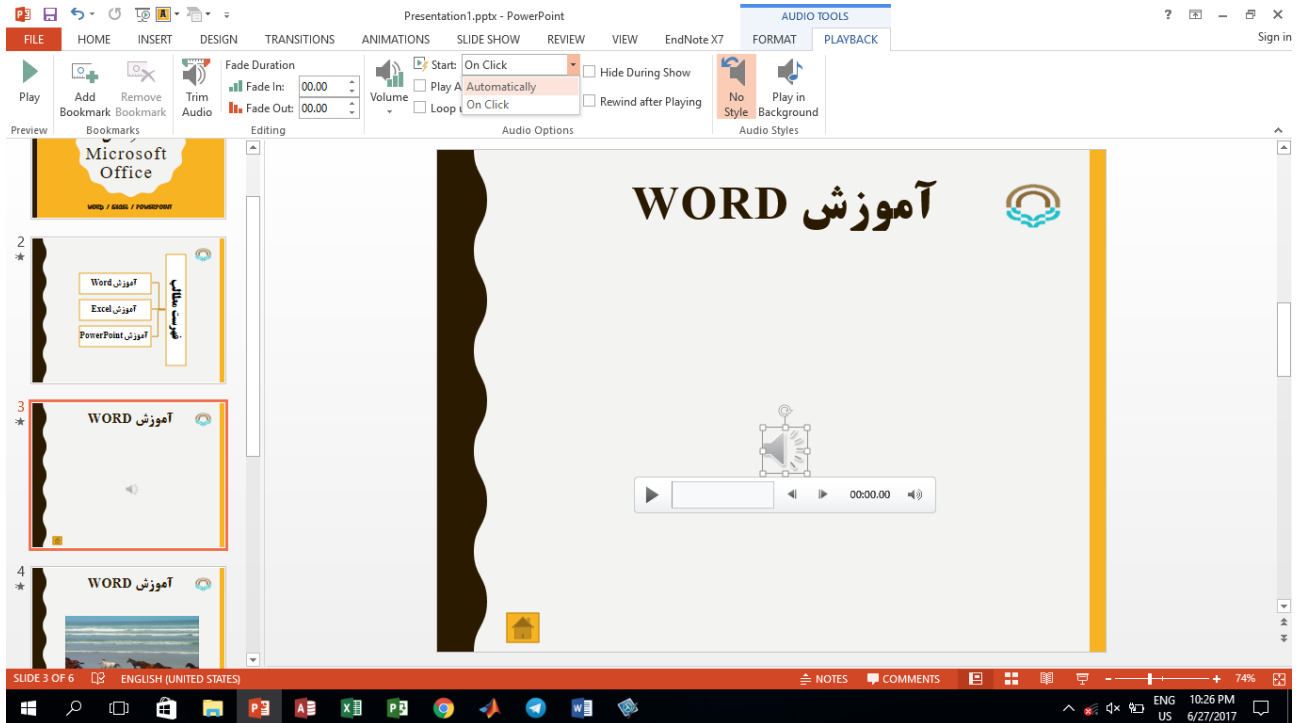 Presentation1.pptx - PowerPoint
AUDIO TOOLS
?
FILE HOME INSERT DESIGN TRANSITIONS ANIMATIONS SLIDE SHOW REVIEW VIEW EndNote X7 FORMAT PLAYBACK
Sign in
Play
Preview
Add Bookmark
Remove Bookmark
Bookmarks
Trim Audio
Fade Duration
Fade In: 00.00
Fade Out: 00.00
Editing
Volume
Start: On Click
Automatically
On Click
Play A
Loop
Hide During Show
Rewind after Playing
Audio Options
No Style
Play in Background
Audio Styles
Microsoft
Office
WORD / EXCEL / POWERPOINT
2
فهرست مطالب
آموزش Word
آموزش Excel
آموزش PowerPoint
3
آموزش WORD
4
آموزش WORD
آموزش WORD
00:00.00
SLIDE 3 OF 6 ENGLISH (UNITED STATES) NOTES COMMENTS 74%
ENG
US
10:26 PM
6/27/2017